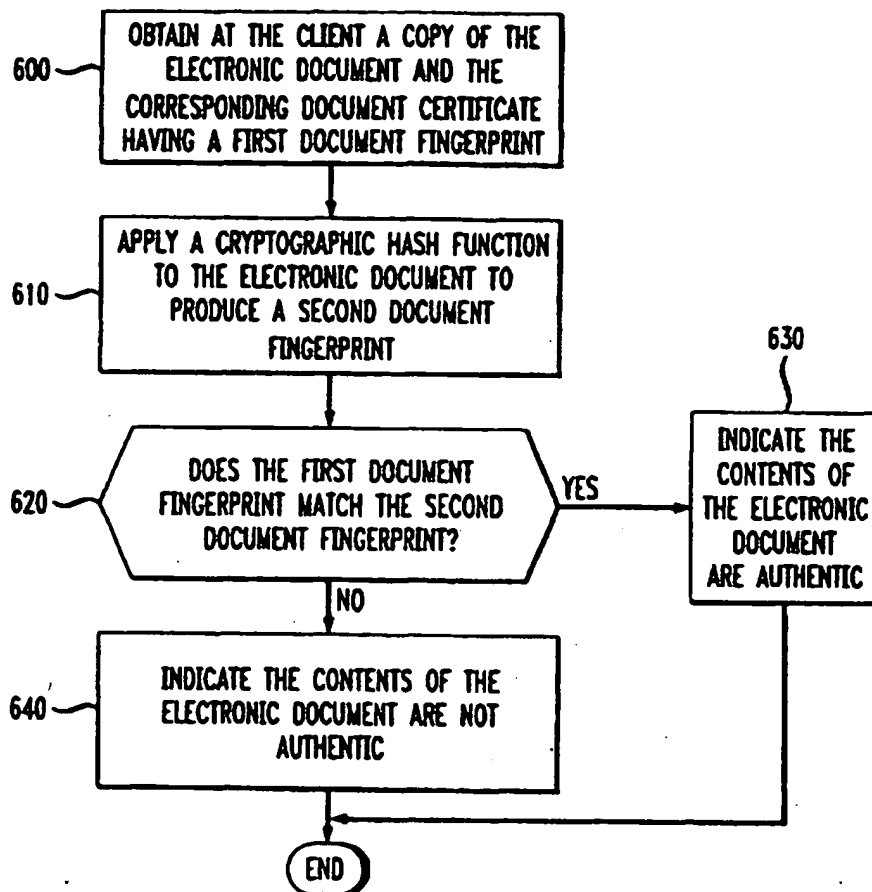 600
OBTAIN AT THE CLIENT A COPY OF THE
ELECTRONIC DOCUMENT AND THE
CORRESPONDING DOCUMENT CERTIFICATE
HAVING A FIRST DOCUMENT FINGERPRINT
610
APPLY A CRYPTOGRAPHIC HASH FUNCTION
TO THE ELECTRONIC DOCUMENT TO
PRODUCE A SECOND DOCUMENT
FINGERPRINT
620
DOES THE FIRST DOCUMENT
FINGERPRINT MATCH THE SECOND
DOCUMENT FINGERPRINT?
YES
630
INDICATE THE
CONTENTS OF
THE ELECTRONIC
DOCUMENT
ARE AUTHENTIC
NO
640
INDICATE THE CONTENTS OF THE
ELECTRONIC DOCUMENT ARE NOT
AUTHENTIC
END